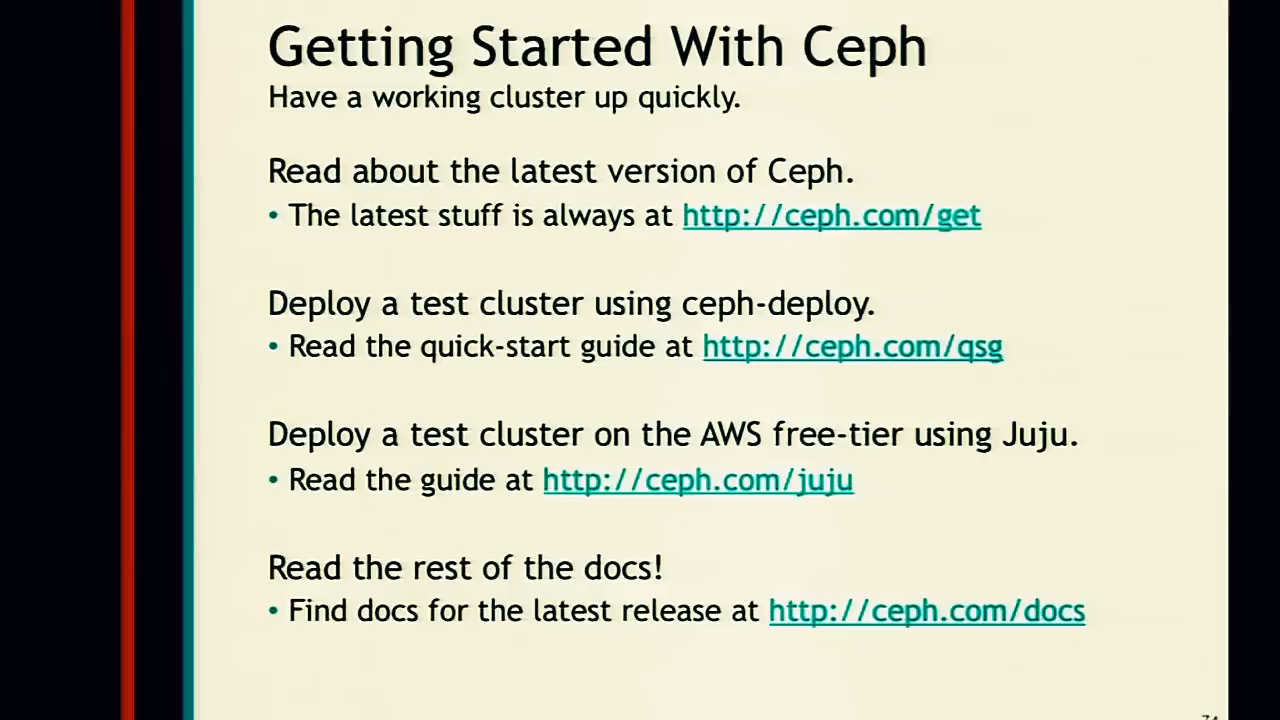 Getting Started With Ceph
Have a working cluster up quickly.
Read about the latest version of Ceph.
• The latest stuff is always at http://ceph.com/get
Deploy a test cluster using ceph-deploy.
• Read the quick-start guide at http://ceph.com/qsg
Deploy a test cluster on the AWS free-tier using Juju.
• Read the guide at http://ceph.com/juju
Read the rest of the docs!
• Find docs for the latest release at http://ceph.com/docs